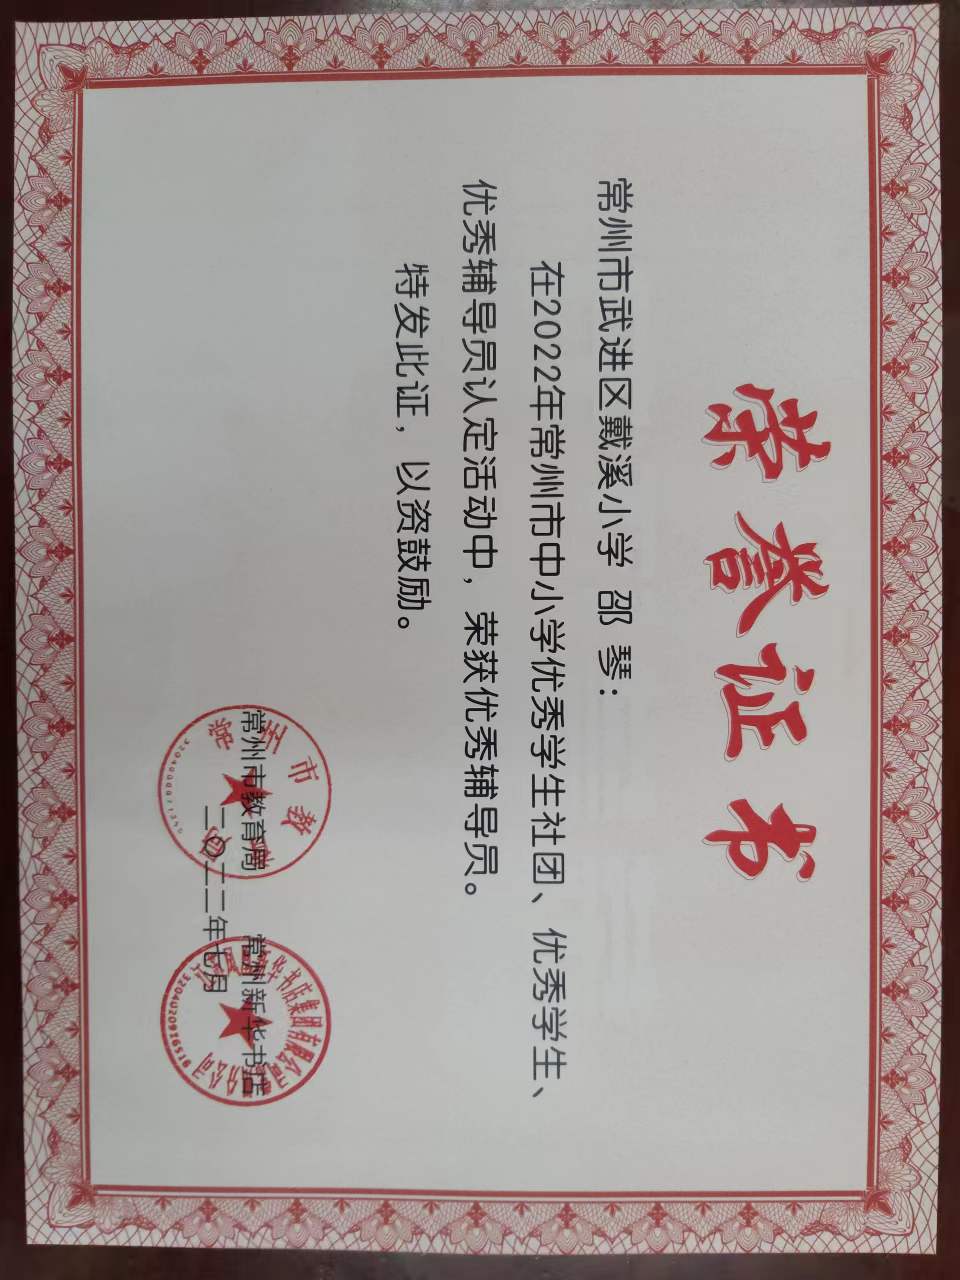 荣誉证书
常州市武进区戴溪小学 邵 琴：
在2022年常州市中小学优秀学生社团、优秀学生、
优秀辅导员认定活动中，荣获优秀辅导员。
特发此证，以资鼓励。
常州市教育局 常州新华书店
二〇二二年七月
常州市教